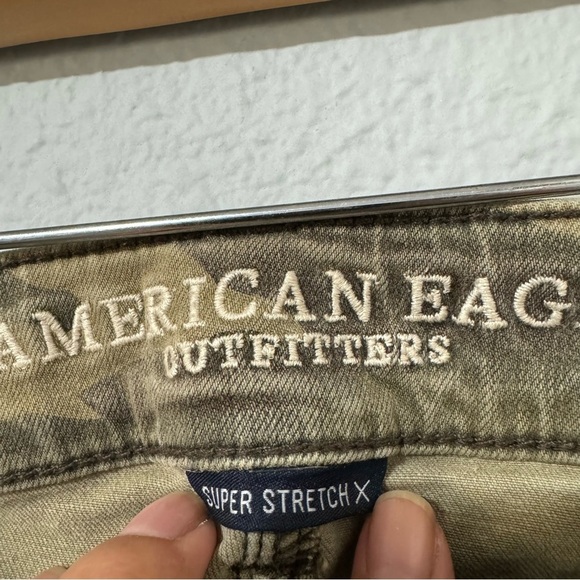 AMERICAN EAG
OUTFITTERS
SUPER STRETCH X